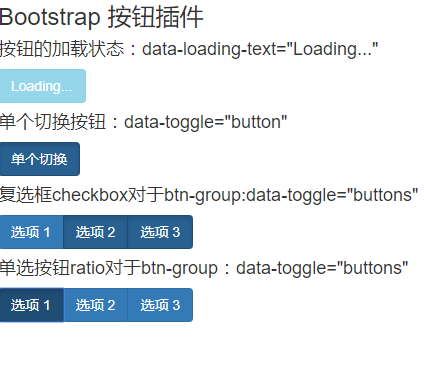 Bootstrap 按钮插件
按钮的加载状态：data-loading-text="Loading..."
Loading...
单个切换按钮：data-toggle="button"
单个切换
复选框checkbox对于btn-group:data-toggle="buttons"
选项 1 选项 2 选项 3
单选按钮ratio对于btn-group：data-toggle="buttons"
选项 1 选项 2 选项 3